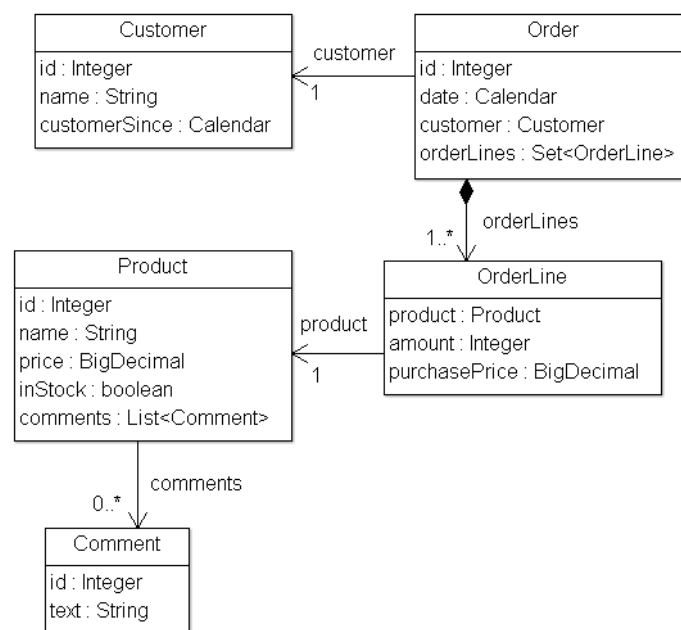 Customer
id : Integer
name : String
customerSince : Calendar
customer
1
Order
id : Integer
date : Calendar
customer : Customer
orderLines : Set<OrderLine>
orderLines
1..*
Product
id : Integer
name : String
price : BigDecimal
inStock : boolean
comments : List<Comment>
product
1
OrderLine
product : Product
amount : Integer
purchasePrice : BigDecimal
comments
0..*
Comment
id : Integer
text : String